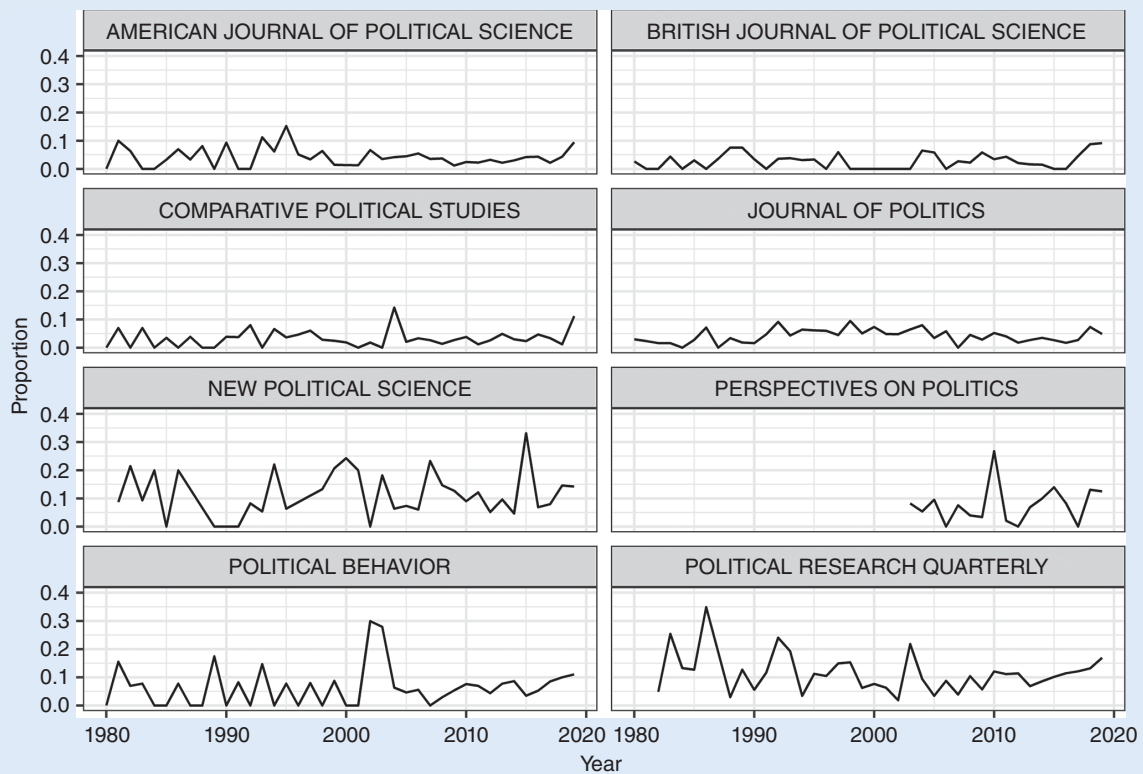 AMERICAN JOURNAL OF POLITICAL SCIENCE
BRITISH JOURNAL OF POLITICAL SCIENCE
0.4
0.3
0.2
0.1
0.0
COMPARATIVE POLITICAL STUDIES
JOURNAL OF POLITICS
0.4
0.3
0.2
0.1
0.0
Proportion
NEW POLITICAL SCIENCE
PERSPECTIVES ON POLITICS
0.4
0.3
0.2
0.1
0.0
POLITICAL BEHAVIOR
POLITICAL RESEARCH QUARTERLY
0.4
0.3
0.2
0.1
0.0
1980 1990 2000 2010 2020 1980 1990 2000 2010 2020
Year